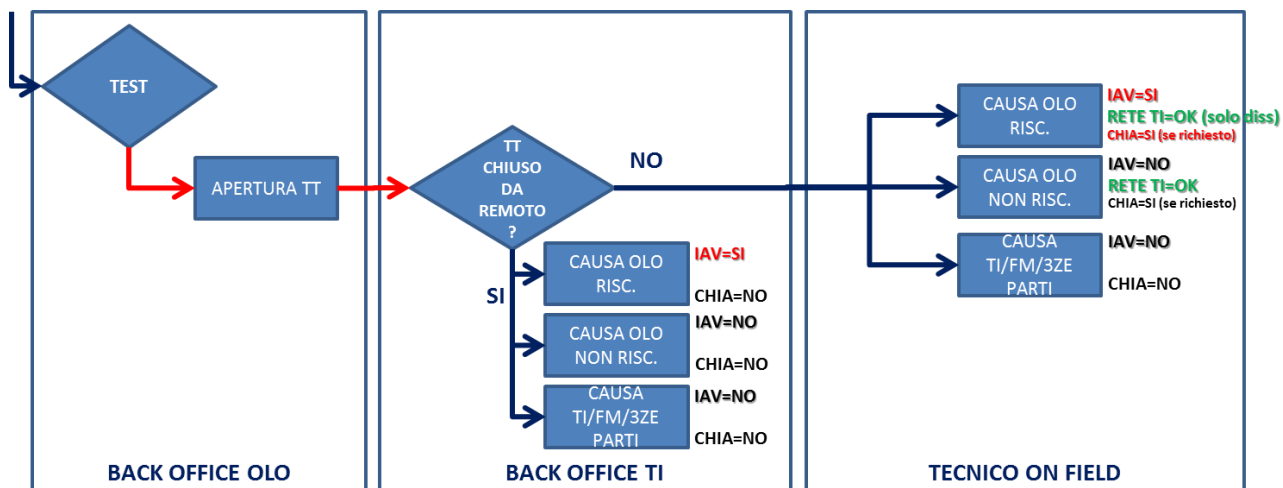 TEST
APERTURA TT
BACK OFFICE OLO
TT
CHIUSO
DA
REMOTO
?
NO
SI
CAUSA OLO
RISC.
IAV=SI
CHIA=NO
CAUSA OLO
NON RISC.
IAV=NO
CHIA=NO
CAUSA
TI/FM/3ZE
PARTI
IAV=NO
CHIA=NO
BACK OFFICE TI
CAUSA OLO
RISC.
IAV=SI
RETE TI=OK (solo diss)
CHIA=SI (se richiesto)
CAUSA OLO
NON RISC.
IAV=NO
RETE TI=OK
CHIA=SI (se richiesto)
CAUSA
TI/FM/3ZE
PARTI
IAV=NO
CHIA=NO
TECNICO ON FIELD